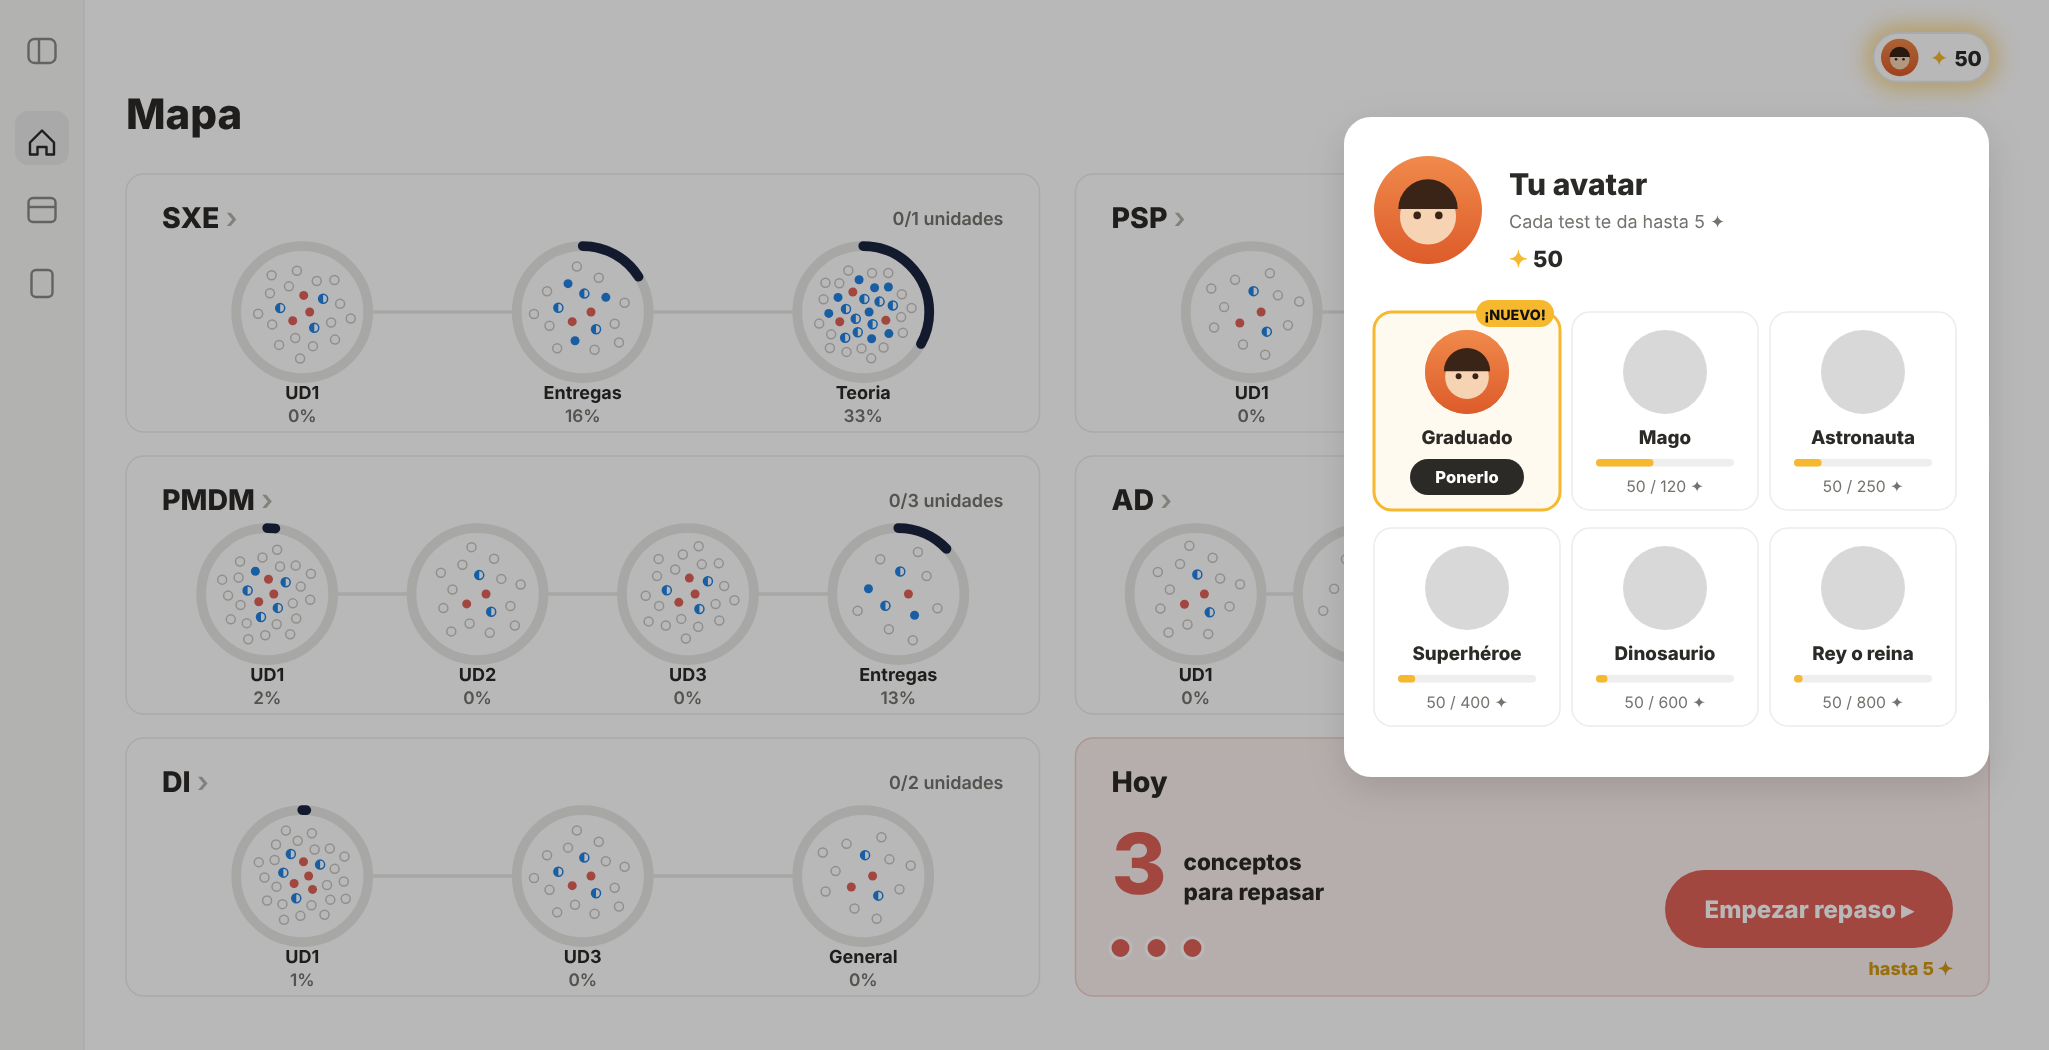 ✦ 50
Mapa
SXE ›
0/1 unidades
UD1
0%
Entregas
16%
Teoria
33%
PSP ›
UD1
0%
PMDM ›
0/3 unidades
UD1
2%
UD2
0%
UD3
0%
Entregas
13%
AD ›
UD1
0%
DI ›
0/2 unidades
UD1
1%
UD3
0%
General
0%
Hoy
3
conceptos
para repasar
Empezar repaso ▸
hasta 5 ✦
Tu avatar
Cada test te da hasta 5 ✦
✦ 50
¡NUEVO!
Graduado
Ponerlo
Mago
50 / 120 ✦
Astronauta
50 / 250 ✦
Superhéroe
50 / 400 ✦
Dinosaurio
50 / 600 ✦
Rey o reina
50 / 800 ✦